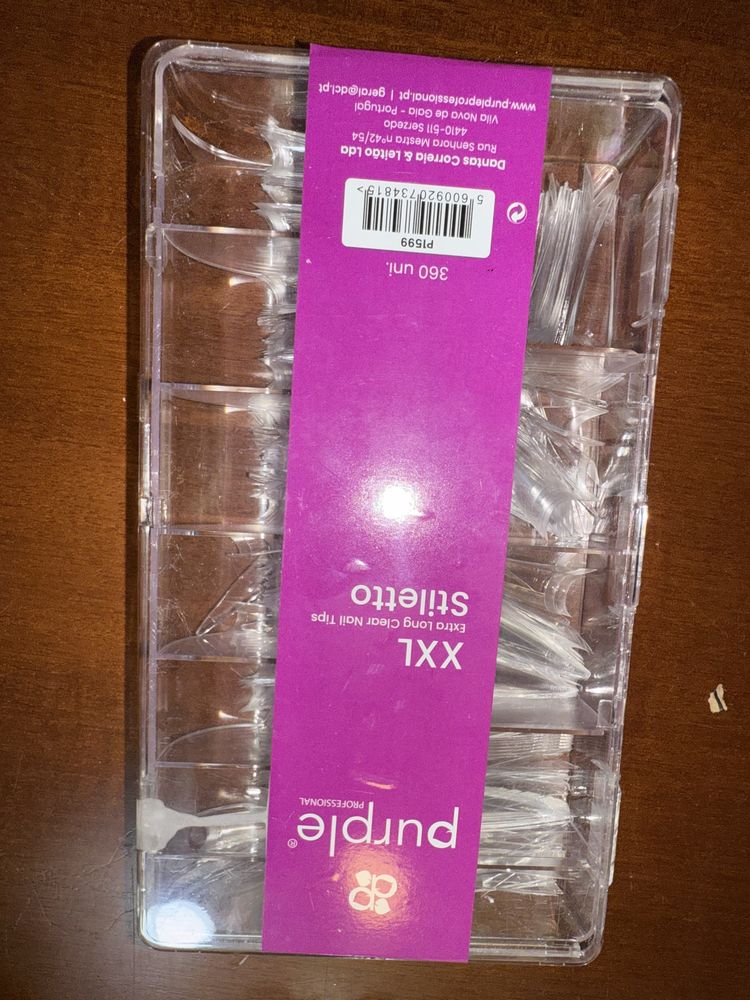 purple®
PROFESSIONAL
XXL
Extra Long Clear Nail Tips
Stiletto
360 uni.
P1599
5 600920 734815 >
Dantas Correia & Leitão Lda
Rua Senhora Mestra nº42/54
4410-511 Serzedo
Vila Nova de Gaia - Portugal
www.purpleprofessional.pt | geral@dcl.pt